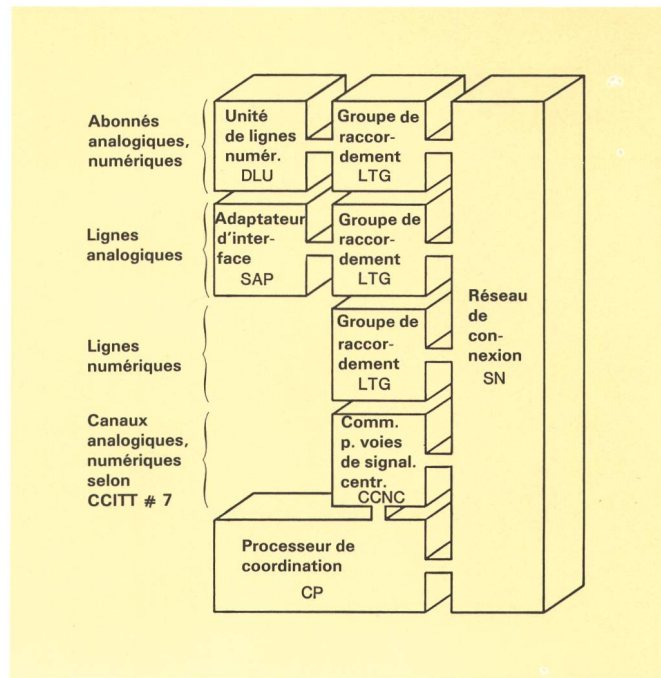 Abonnés
analogiques,
numériques
Unité
de lignes
numér.
DLU
Groupe de
raccor-
dement
LTG
Lignes
analogiques
Adaptateur
d'inter-
face
SAP
Groupe de
raccor-
dement
LTG
Lignes
numériques
Groupe de
raccor-
dement
LTG
Réseau
de
con-
nexion
SN
Canaux
analogiques,
numériques
selon
CCITT # 7
Comm.
p. voies
de signal.
centr.
CCNC
Processeur de
coordination
CP